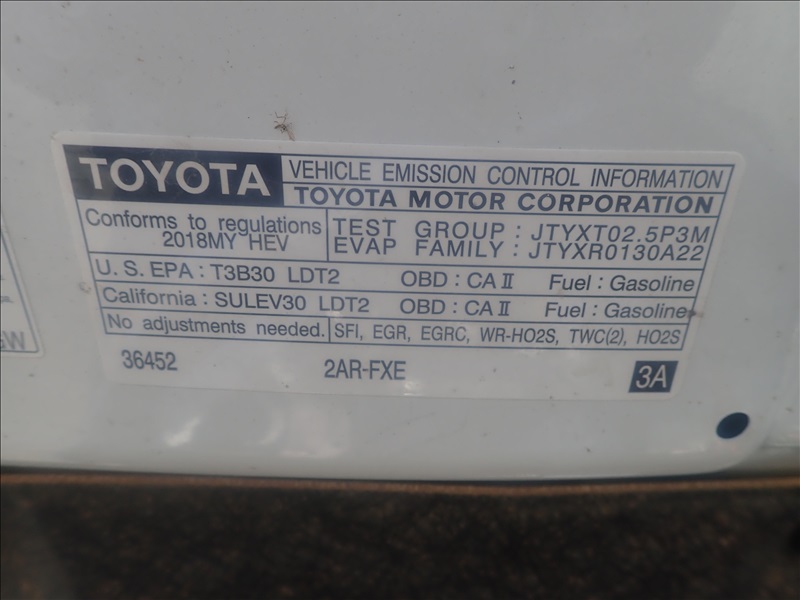 TOYOTA
VEHICLE EMISSION CONTROL INFORMATION
TOYOTA MOTOR CORPORATION
Conforms to regulations
2018MY HEV
TEST GROUP : JTYXT02.5P3M
EVAP FAMILY : JTYXR0130A22
U.S. EPA : T3B30 LDT2 OBD : CA II Fuel : Gasoline
California : SULEV30 LDT2 OBD : CA II Fuel : Gasoline
No adjustments needed. SFI, EGR, EGRC, WR-HO2S, TWC(2), HO2S
36452 2AR-FXE 3A